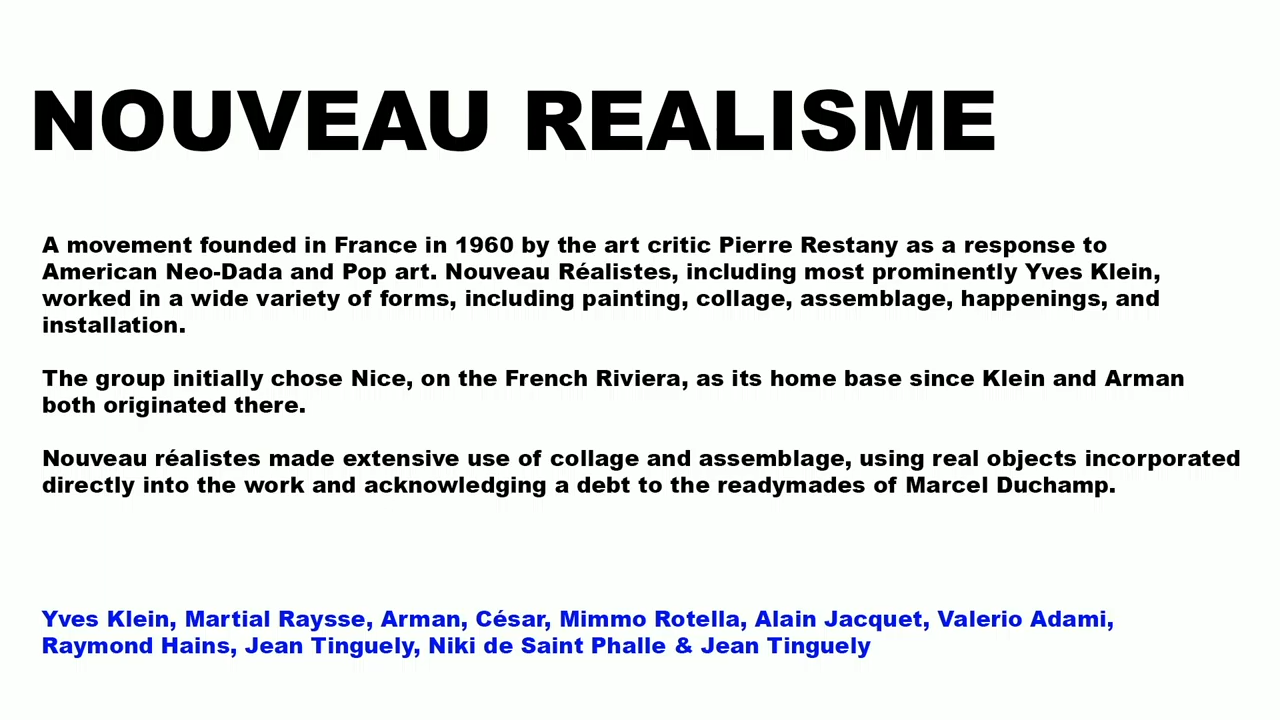 NOUVEAU REALISME
A movement founded in France in 1960 by the art critic Pierre Restany as a response to
American Neo-Dada and Pop art. Nouveau Réalistes, including most prominently Yves Klein,
worked in a wide variety of forms, including painting, collage, assemblage, happenings, and
installation.
The group initially chose Nice, on the French Riviera, as its home base since Klein and Arman
both originated there.
Nouveau réalistes made extensive use of collage and assemblage, using real objects incorporated
directly into the work and acknowledging a debt to the readymades of Marcel Duchamp.
Yves Klein, Martial Raysse, Arman, César, Mimmo Rotella, Alain Jacquet, Valerio Adami,
Raymond Hains, Jean Tinguely, Niki de Saint Phalle & Jean Tinguely